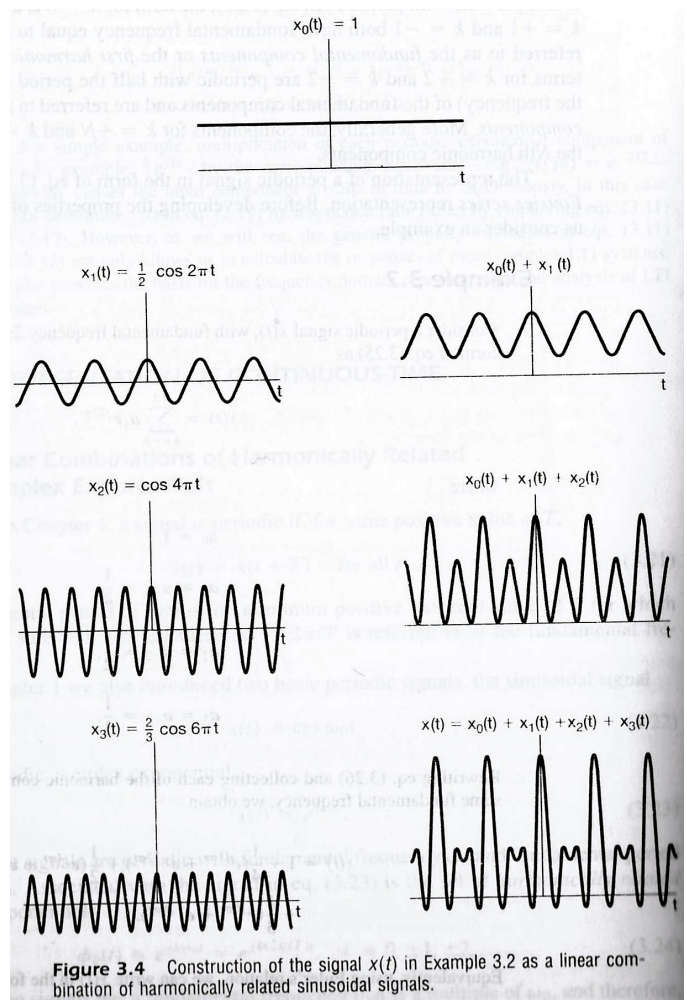 x₀(t) = 1
t
x₁(t) = 1/2 cos 2πt
t
x₀(t) + x₁(t)
t
x₂(t) = cos 4πt
t
x₀(t) + x₁(t) + x₂(t)
t
x₃(t) = 2/3 cos 6πt
t
x(t) = x₀(t) + x₁(t) + x₂(t) + x₃(t)
t
Figure 3.4 Construction of the signal x(t) in Example 3.2 as a linear com-
bination of harmonically related sinusoidal signals.